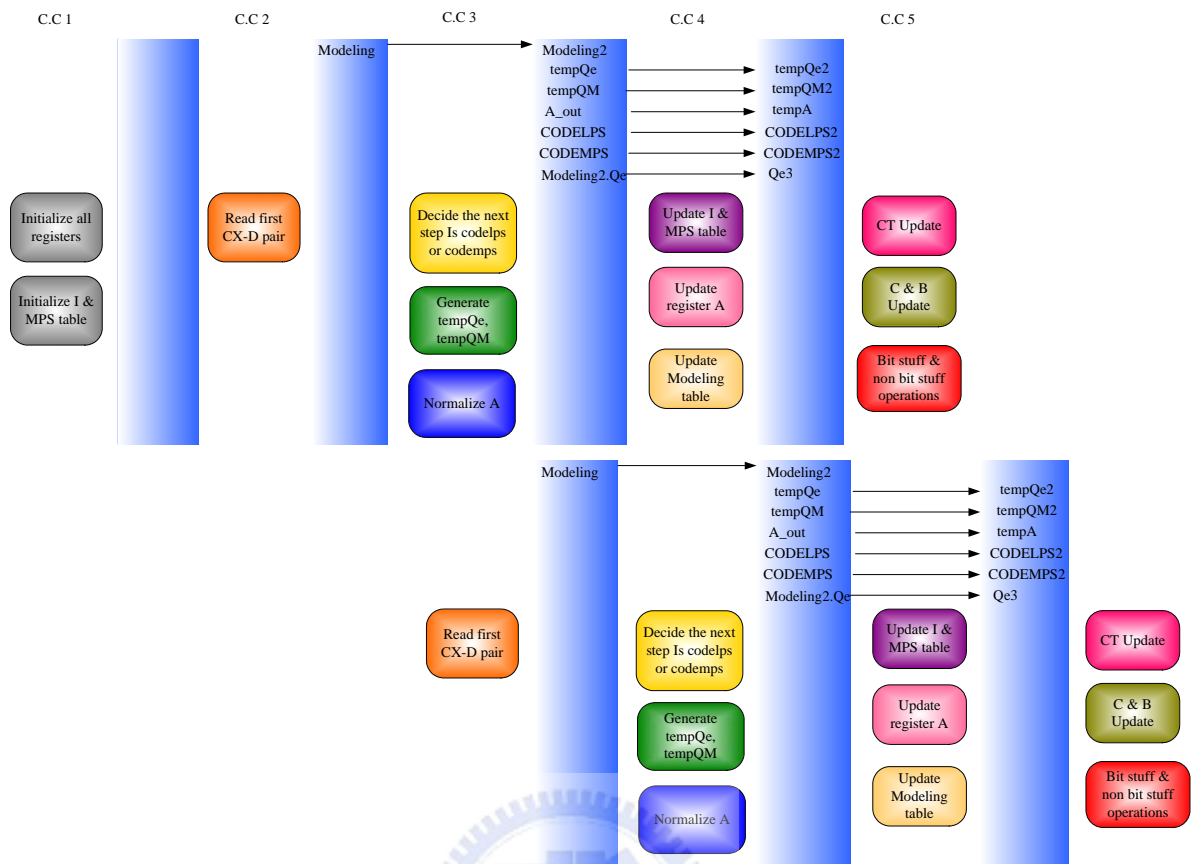 C.C 1
C.C 2
C.C 3
C.C 4
C.C 5
Modeling
Modeling2
tempQe
tempQe2
tempQM
tempQM2
A_out
tempA
CODELPS
CODELPS2
CODEMPS
CODEMPS2
Modeling2.Qe
Qe3
Initialize all
registers
Initialize I &
MPS table
Read first
CX-D pair
Decide the next
step Is codelps
or codemps
Generate
tempQe,
tempQM
Normalize A
Update I &
MPS table
Update
register A
Update
Modeling
table
CT Update
C & B
Update
Bit stuff &
non bit stuff
operations
Modeling
Modeling2
tempQe
tempQe2
tempQM
tempQM2
A_out
tempA
CODELPS
CODELPS2
CODEMPS
CODEMPS2
Modeling2.Qe
Qe3
Read first
CX-D pair
Decide the next
step Is codelps
or codemps
Generate
tempQe,
tempQM
Normalize A
Update I &
MPS table
Update
register A
Update
Modeling
table
CT Update
C & B
Update
Bit stuff &
non bit stuff
operations